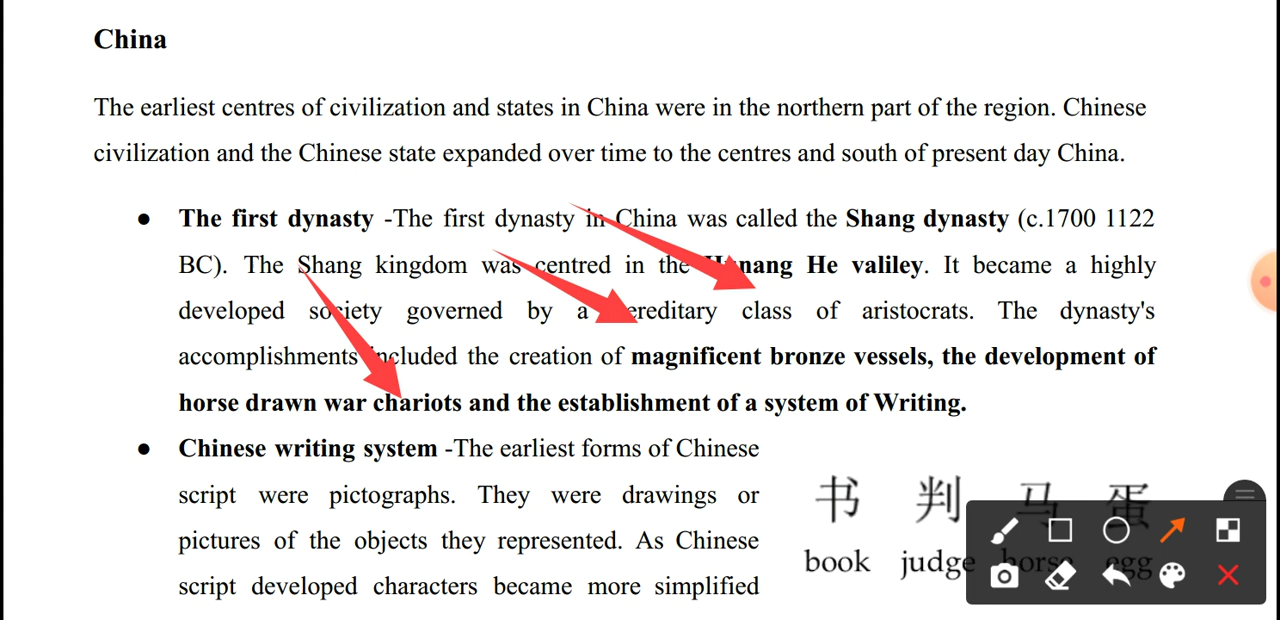 China
The earliest centres of civilization and states in China were in the northern part of the region. Chinese
civilization and the Chinese state expanded over time to the centres and south of present day China.
● The first dynasty -The first dynasty in China was called the Shang dynasty (c.1700 1122
BC). The Shang kingdom was centred in the He valiley. It became a highly
developed society governed by a hereditary class of aristocrats. The dynasty's
accomplishments included the creation of magnificent bronze vessels, the development of
horse drawn war chariots and the establishment of a system of Writing.
● Chinese writing system -The earliest forms of Chinese
script were pictographs. They were drawings or
pictures of the objects they represented. As Chinese
script developed characters became more simplified
书 判 马 蛋
book judge horse egg